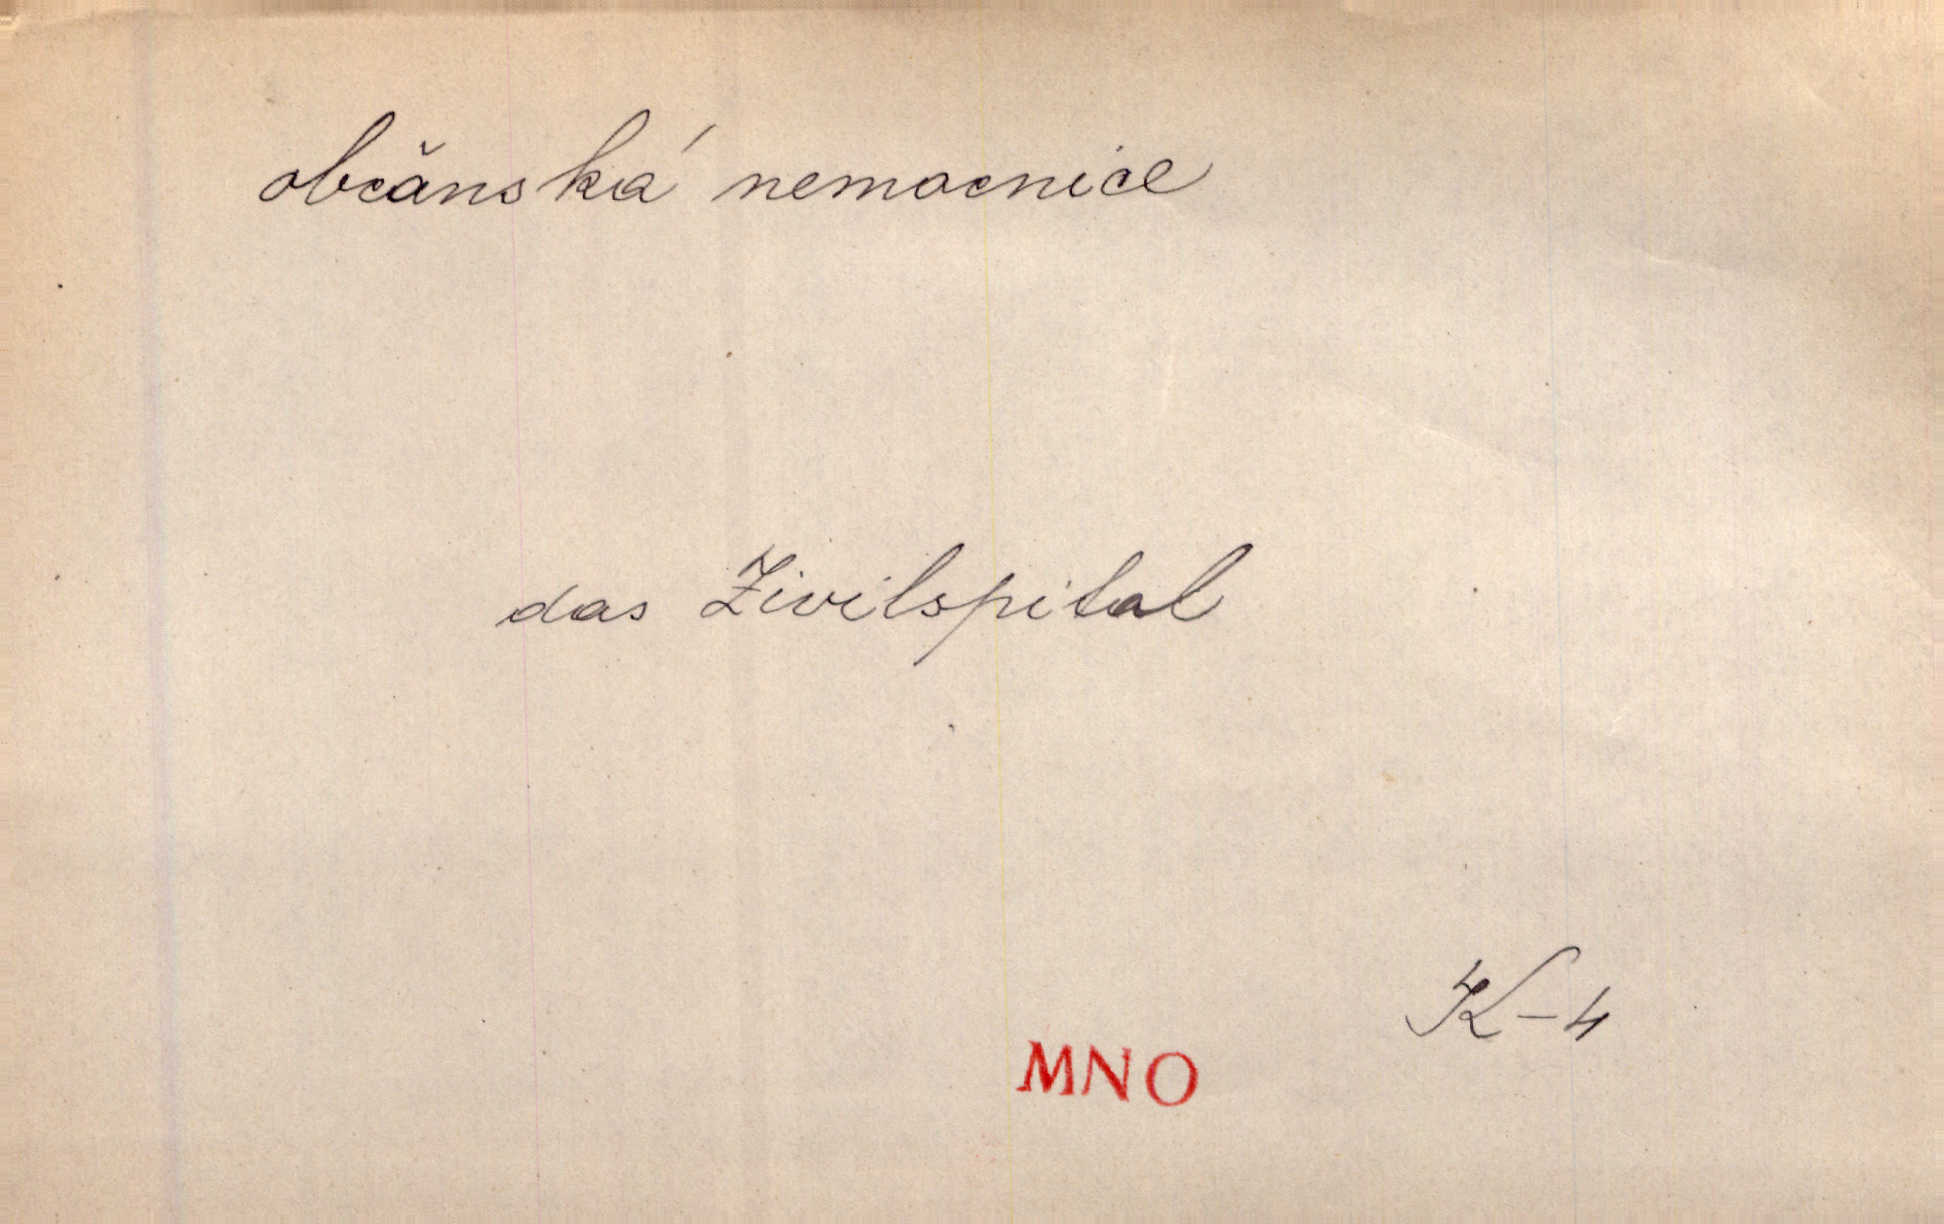 občanská nemocnice
das Zivilspital
K-4
MNO